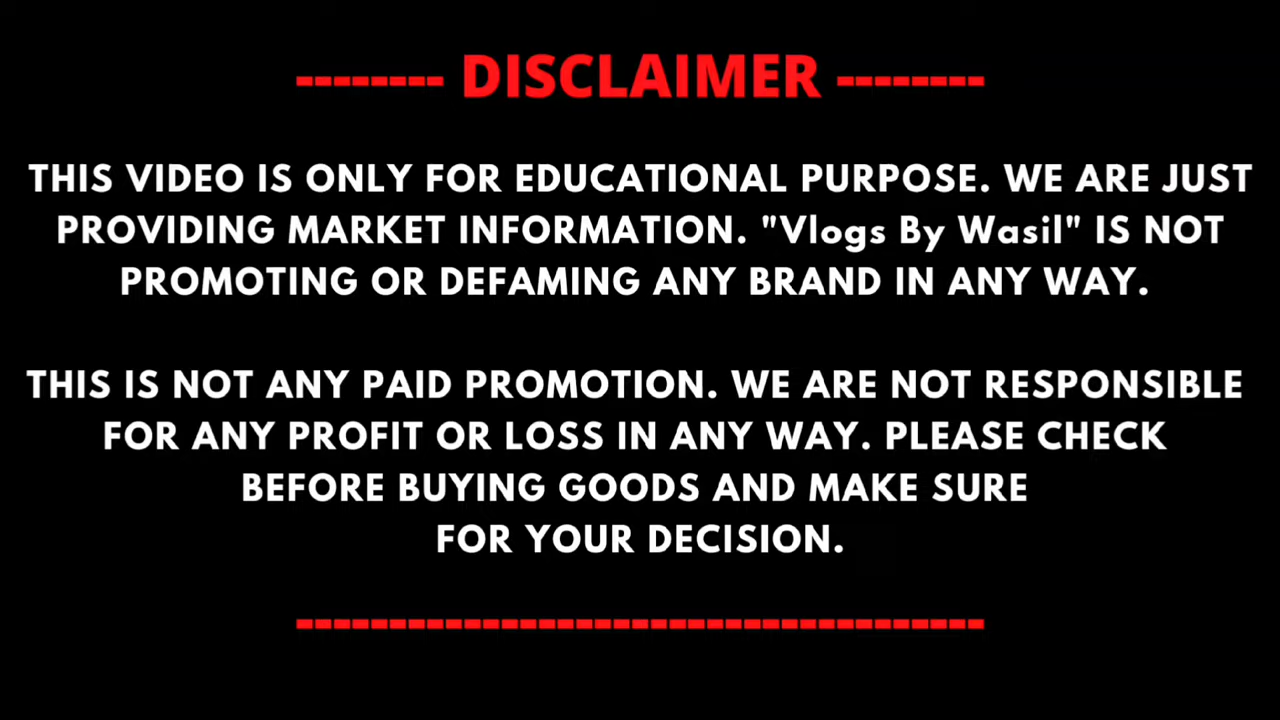 -------- DISCLAIMER --------
THIS VIDEO IS ONLY FOR EDUCATIONAL PURPOSE. WE ARE JUST
PROVIDING MARKET INFORMATION. "Vlogs By Wasil" IS NOT
PROMOTING OR DEFAMING ANY BRAND IN ANY WAY.
THIS IS NOT ANY PAID PROMOTION. WE ARE NOT RESPONSIBLE
FOR ANY PROFIT OR LOSS IN ANY WAY. PLEASE CHECK
BEFORE BUYING GOODS AND MAKE SURE
FOR YOUR DECISION.
-------------------------------------